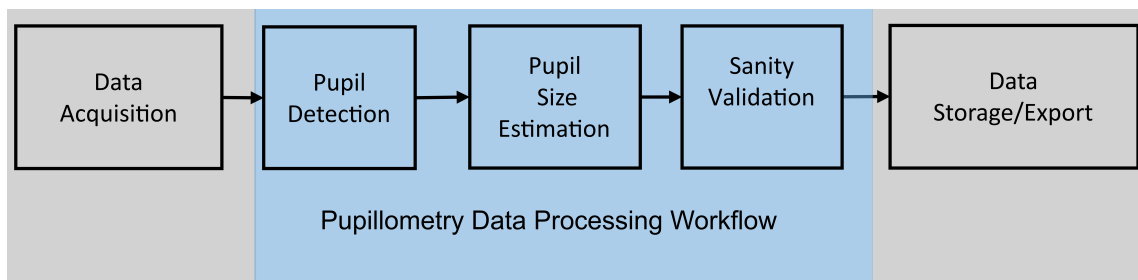 Data
Acquisition
Pupil
Detection
Pupil
Size
Estimation
Sanity
Validation
Data
Storage/Export
Pupillometry Data Processing Workflow